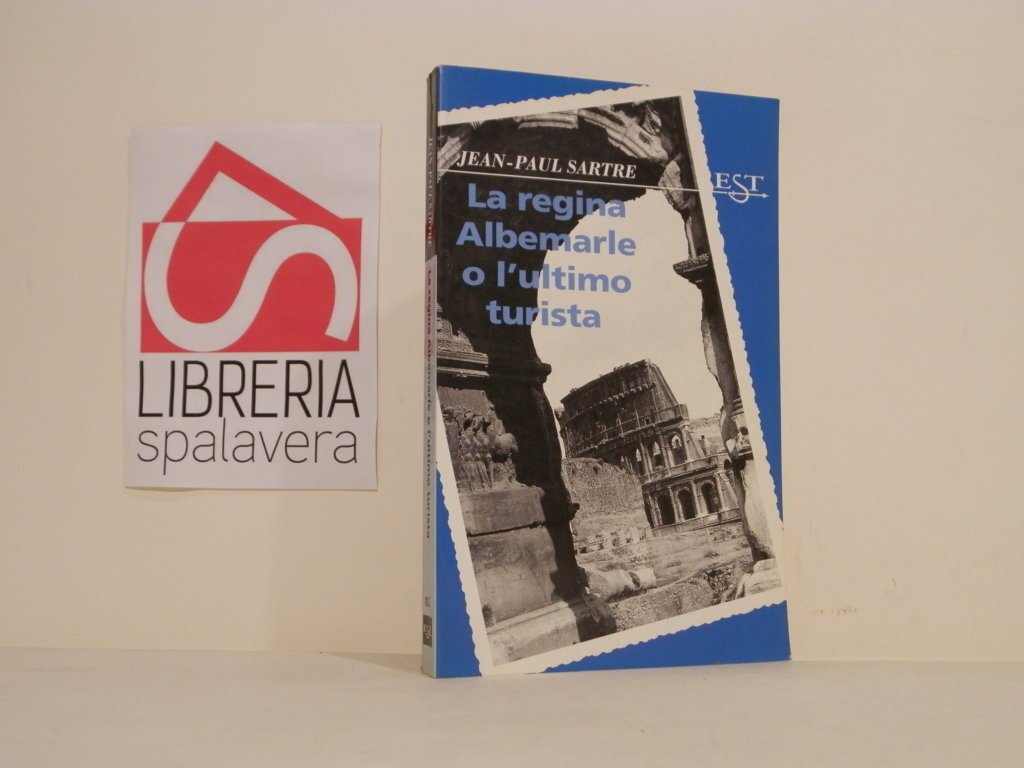 LIBRERIA
spalavera
JEAN-PAUL SARTRE
EST
La regina
Albemarle
o l'ultimo
turista
JEAN-PAUL SARTRE La regina Albemarle o l'ultimo turista
EST